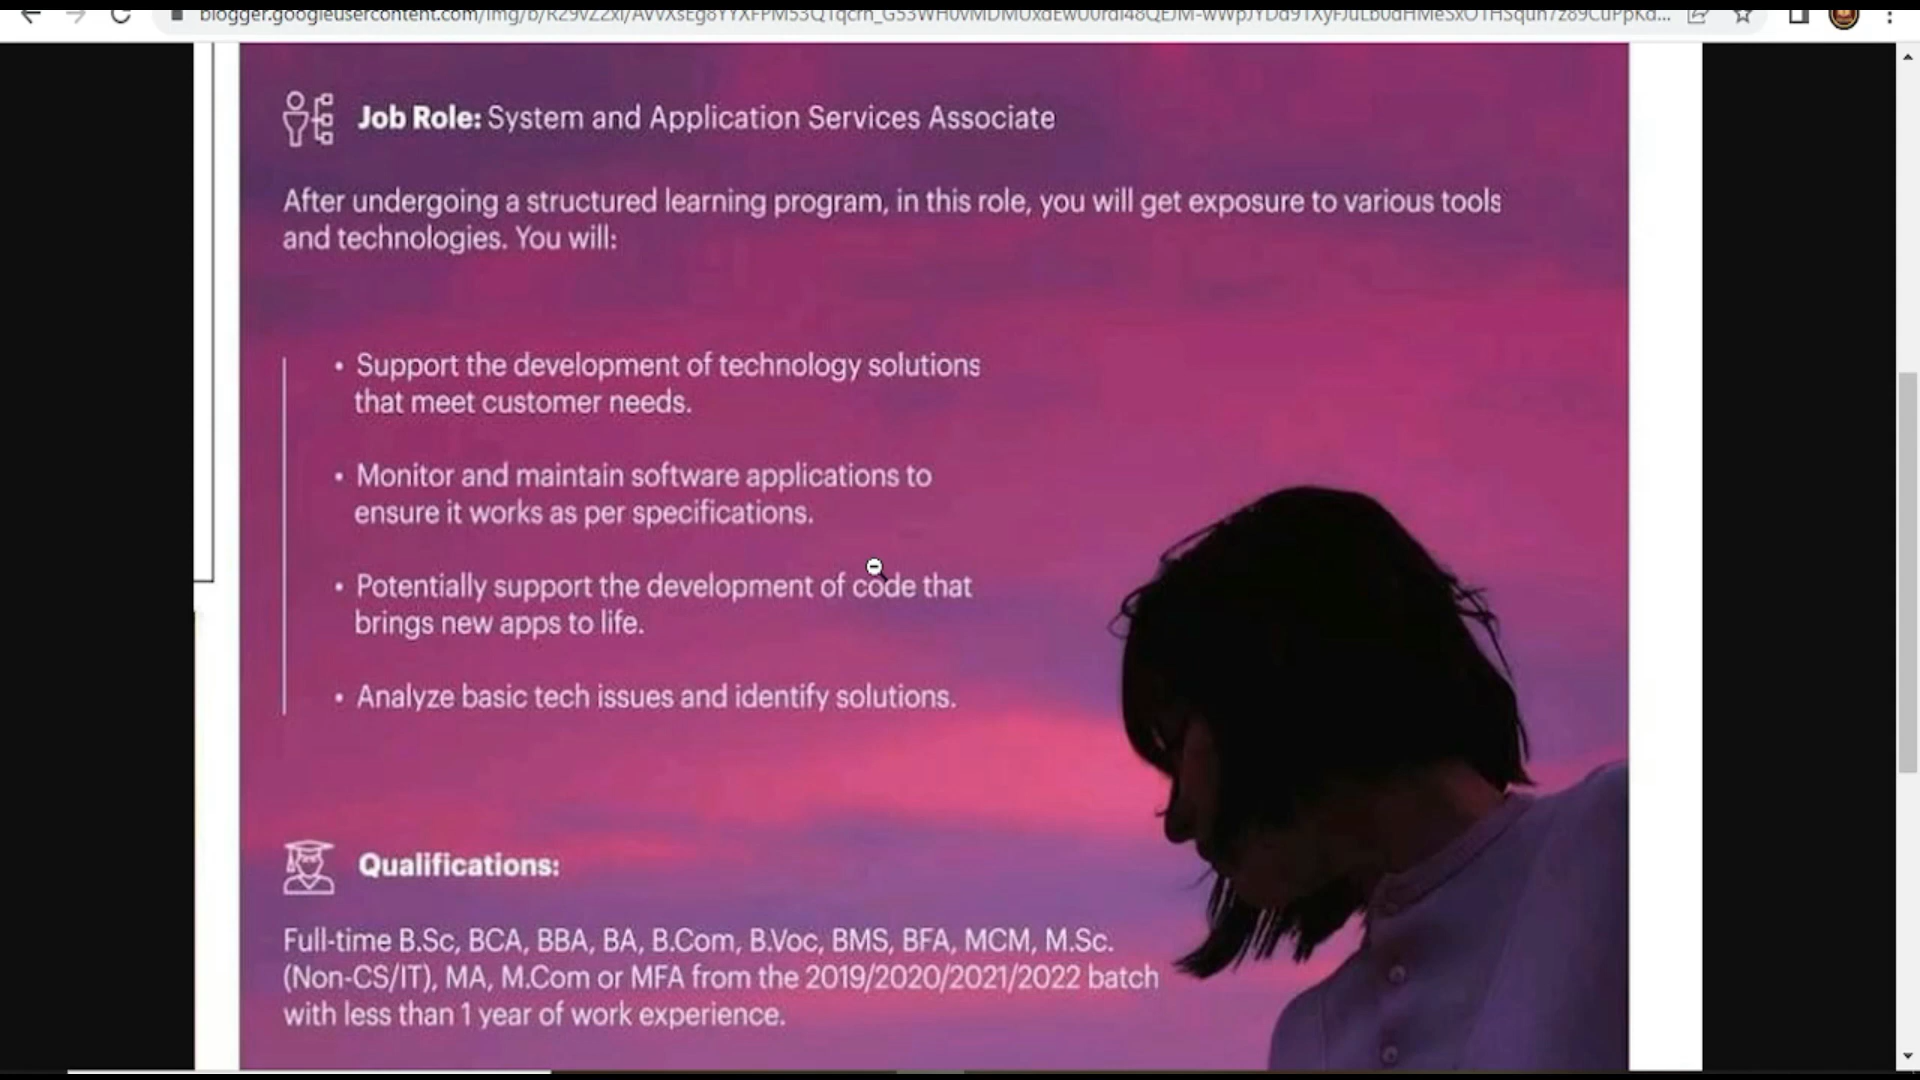 Job Role: System and Application Services Associate
After undergoing a structured learning program, in this role, you will get exposure to various tools
and technologies. You will:
• Support the development of technology solutions
that meet customer needs.
• Monitor and maintain software applications to
ensure it works as per specifications.
• Potentially support the development of code that
brings new apps to life.
• Analyze basic tech issues and identify solutions.
Qualifications:
Full-time B.Sc, BCA, BBA, BA, B.Com, B.Voc, BMS, BFA, MCM, M.Sc.
(Non-CS/IT), MA, M.Com or MFA from the 2019/2020/2021/2022 batch
with less than 1 year of work experience.